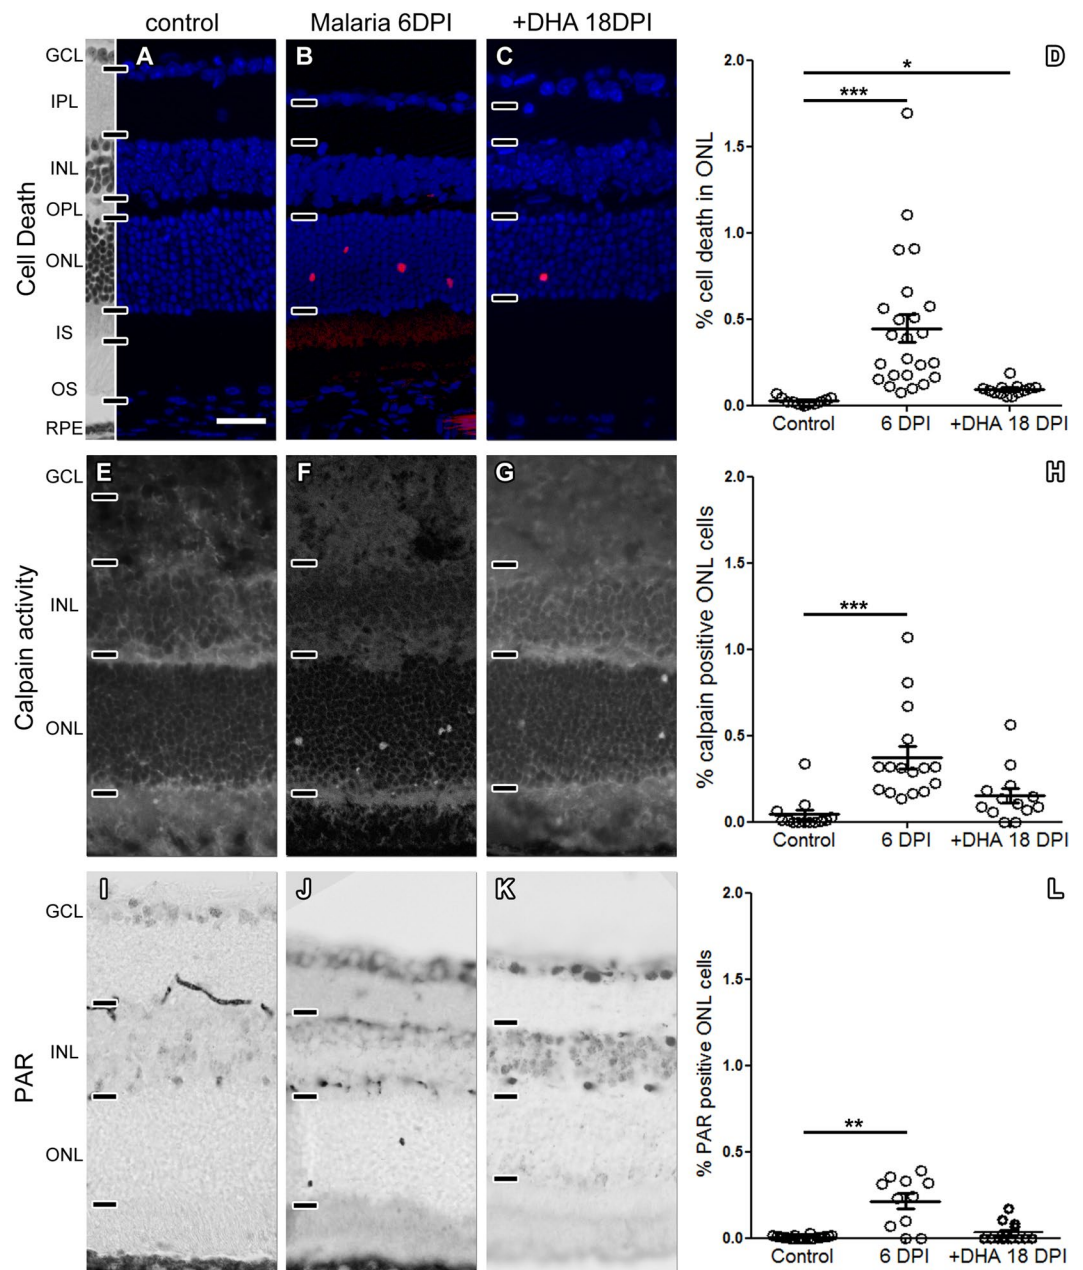 control
Malaria 6DPI
+DHA 18DPI
Cell Death
GCL
IPL
INL
OPL
ONL
IS
OS
RPE
A
B
C
D
% cell death in ONL
2.0
1.5
1.0
0.5
0.0
*
***
Control
6 DPI
+DHA 18 DPI
Calpain activity
GCL
INL
ONL
E
F
G
H
% calpain positive ONL cells
2.0
1.5
1.0
0.5
0.0
***
Control
6 DPI
+DHA 18 DPI
PAR
GCL
INL
ONL
I
J
K
L
% PAR positive ONL cells
2.0
1.5
1.0
0.5
0.0
**
Control
6 DPI
+DHA 18 DPI